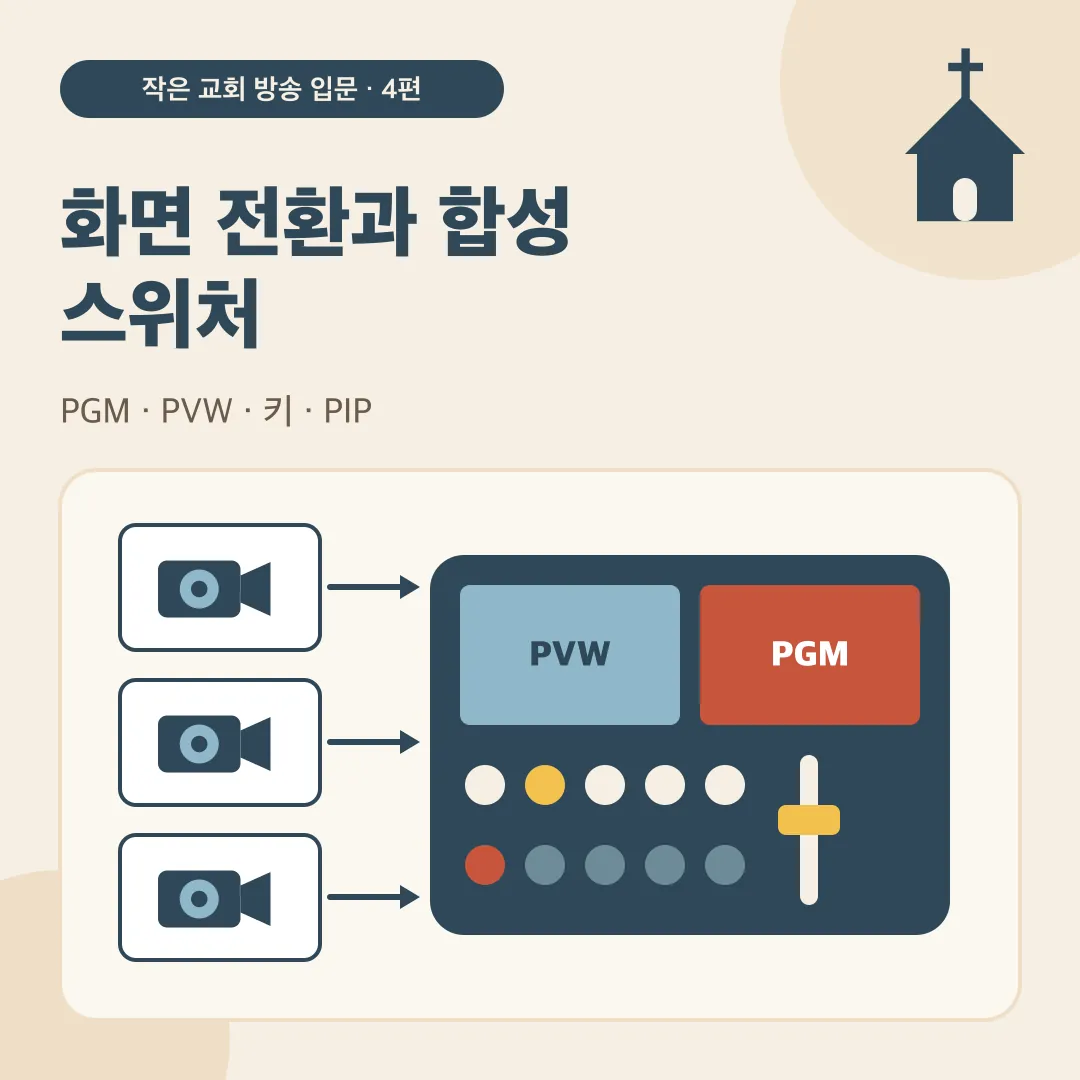 작은 교회 방송 입문 · 4편
화면 전환과 합성
스위처
PGM · PVW · 키 · PIP
PVW
PGM